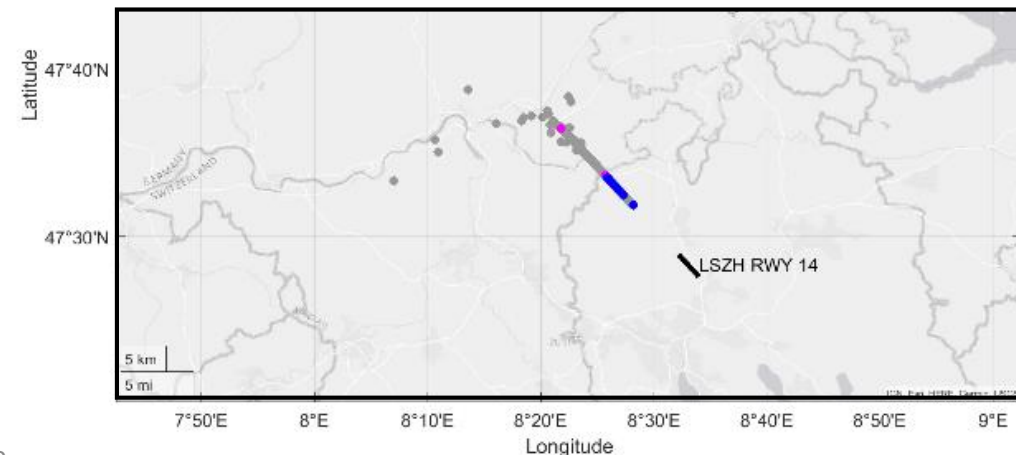 Latitude
47°40'N
47°30'N
GERMANY
SWITZERLAND
LSZH RWY 14
5 km
5 mi
7°50'E
8°E
8°10'E
8°20'E
8°30'E
8°40'E
8°50'E
9°E
Longitude